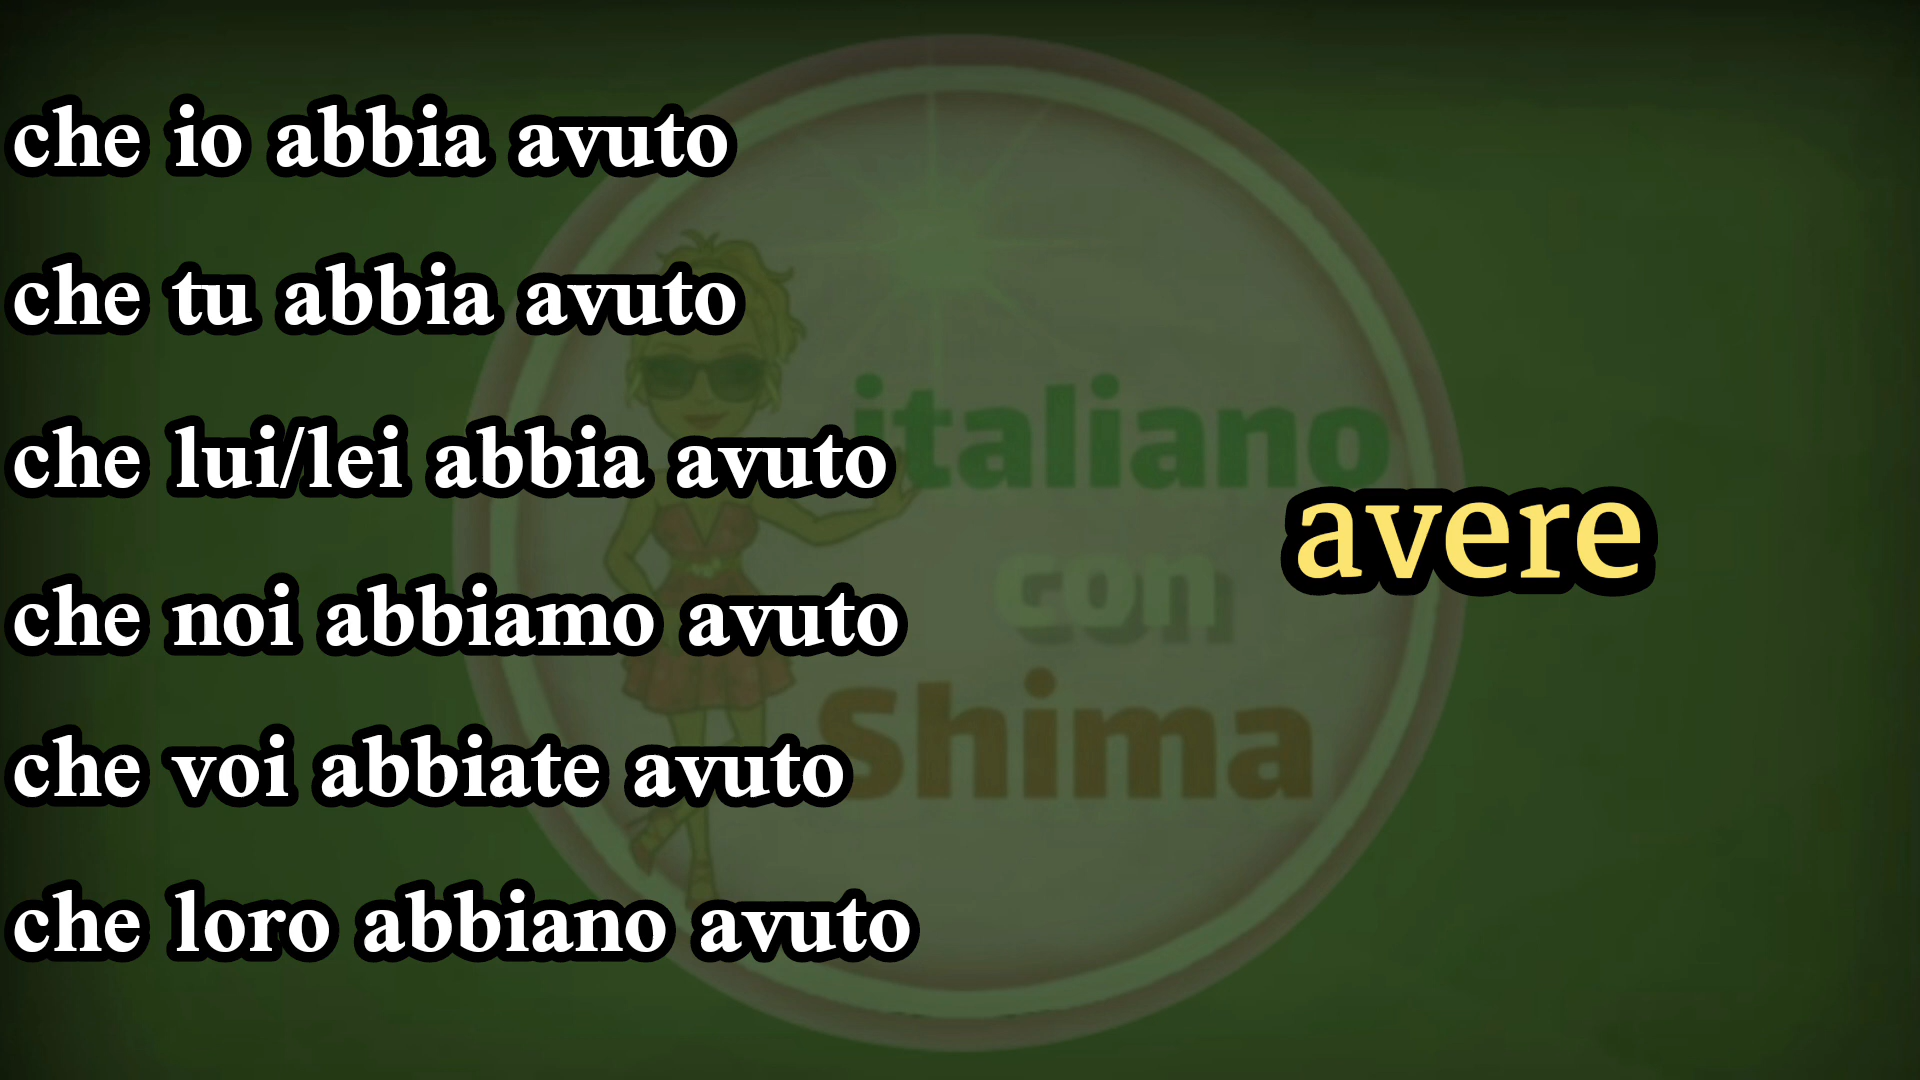 che io abbia avuto
che tu abbia avuto
che lui/lei abbia avuto
che noi abbiamo avuto
che voi abbiate avuto
che loro abbiano avuto
avere
italiano
con
Shima